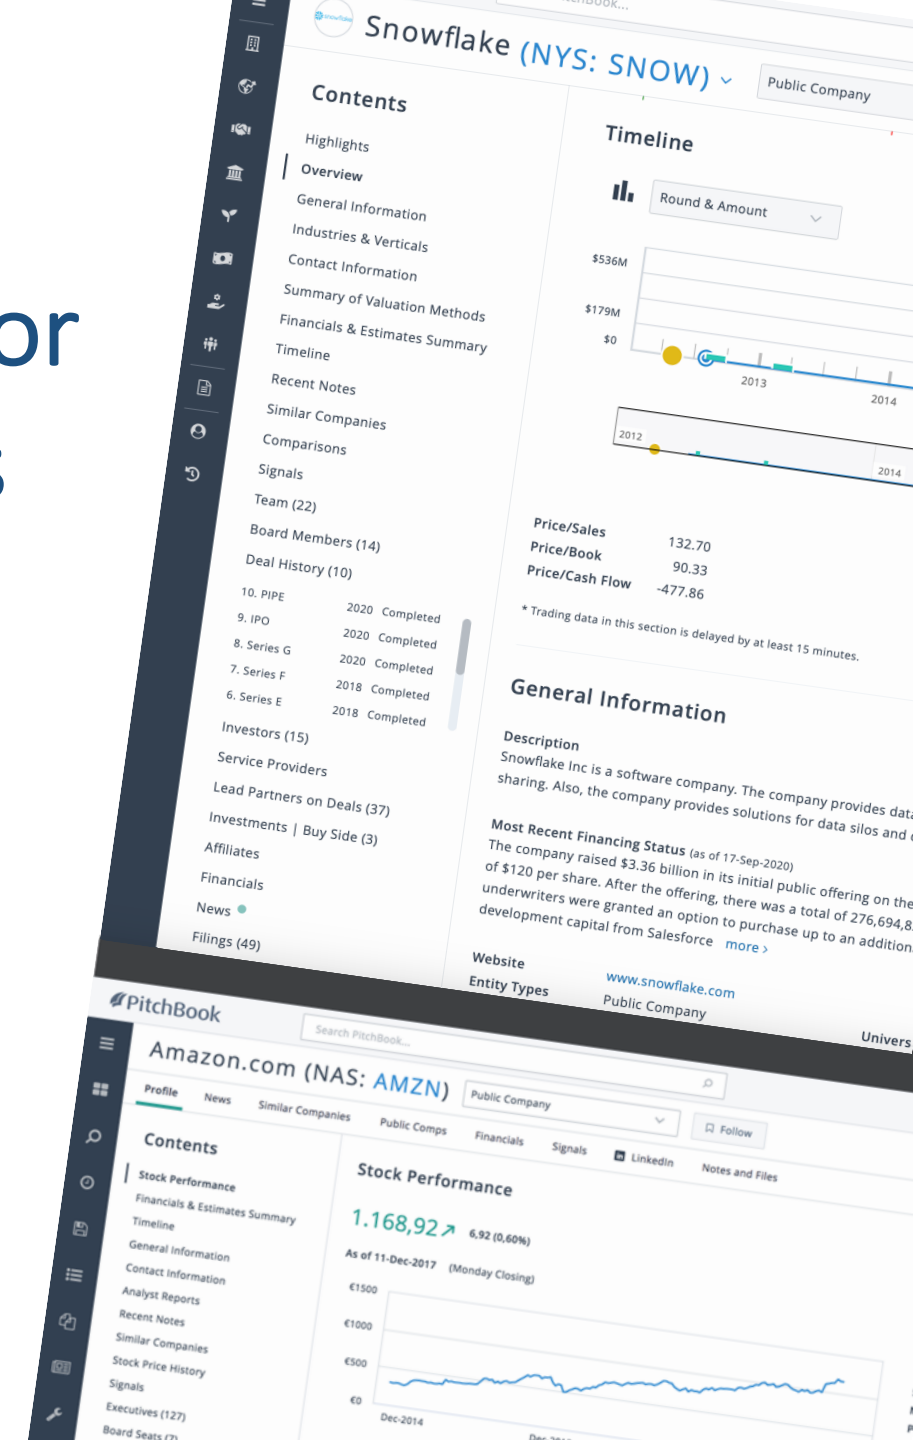 or
s
PitchBook...
snowflake
Snowflake (NYS: SNOW)
Public Company
Contents
Highlights
Overview
General Information
Industries & Verticals
Contact Information
Summary of Valuation Methods
Financials & Estimates Summary
Timeline
Recent Notes
Similar Companies
Comparisons
Signals
Team (22)
Board Members (14)
Deal History (10)
10. PIPE 2020 Completed
9. IPO 2020 Completed
8. Series G 2020 Completed
7. Series F 2018 Completed
6. Series E 2018 Completed
Investors (15)
Service Providers
Lead Partners on Deals (37)
Investments | Buy Side (3)
Affiliates
Financials
News
Filings (49)
Timeline
Round & Amount
$536M
$179M
$0
2013
2014
2012
2014
Price/Sales 132.70
Price/Book 90.33
Price/Cash Flow -477.86
* Trading data in this section is delayed by at least 15 minutes.
General Information
Description
Snowflake Inc is a software company. The company provides data
sharing. Also, the company provides solutions for data silos and
Most Recent Financing Status (as of 17-Sep-2020)
The company raised $3.36 billion in its initial public offering on the
of $120 per share. After the offering, there was a total of 276,694,8
underwriters were granted an option to purchase up to an addition
development capital from Salesforce more >
Website www.snowflake.com
Entity Types Public Company
Univers
PitchBook
Search PitchBook...
Amazon.com (NAS: AMZN)
Public Company
Follow
Profile
News
Similar Companies
Public Comps
Financials
Signals
in LinkedIn
Notes and Files
Contents
Stock Performance
Financials & Estimates Summary
Timeline
General Information
Contact Information
Analyst Reports
Recent Notes
Similar Companies
Stock Price History
Signals
Executives (127)
Board Seats (7)
Stock Performance
1.168,92 6,92 (0,60%)
As of 11-Dec-2017 (Monday Closing)
€1500
€1000
€500
€0
Dec-2014